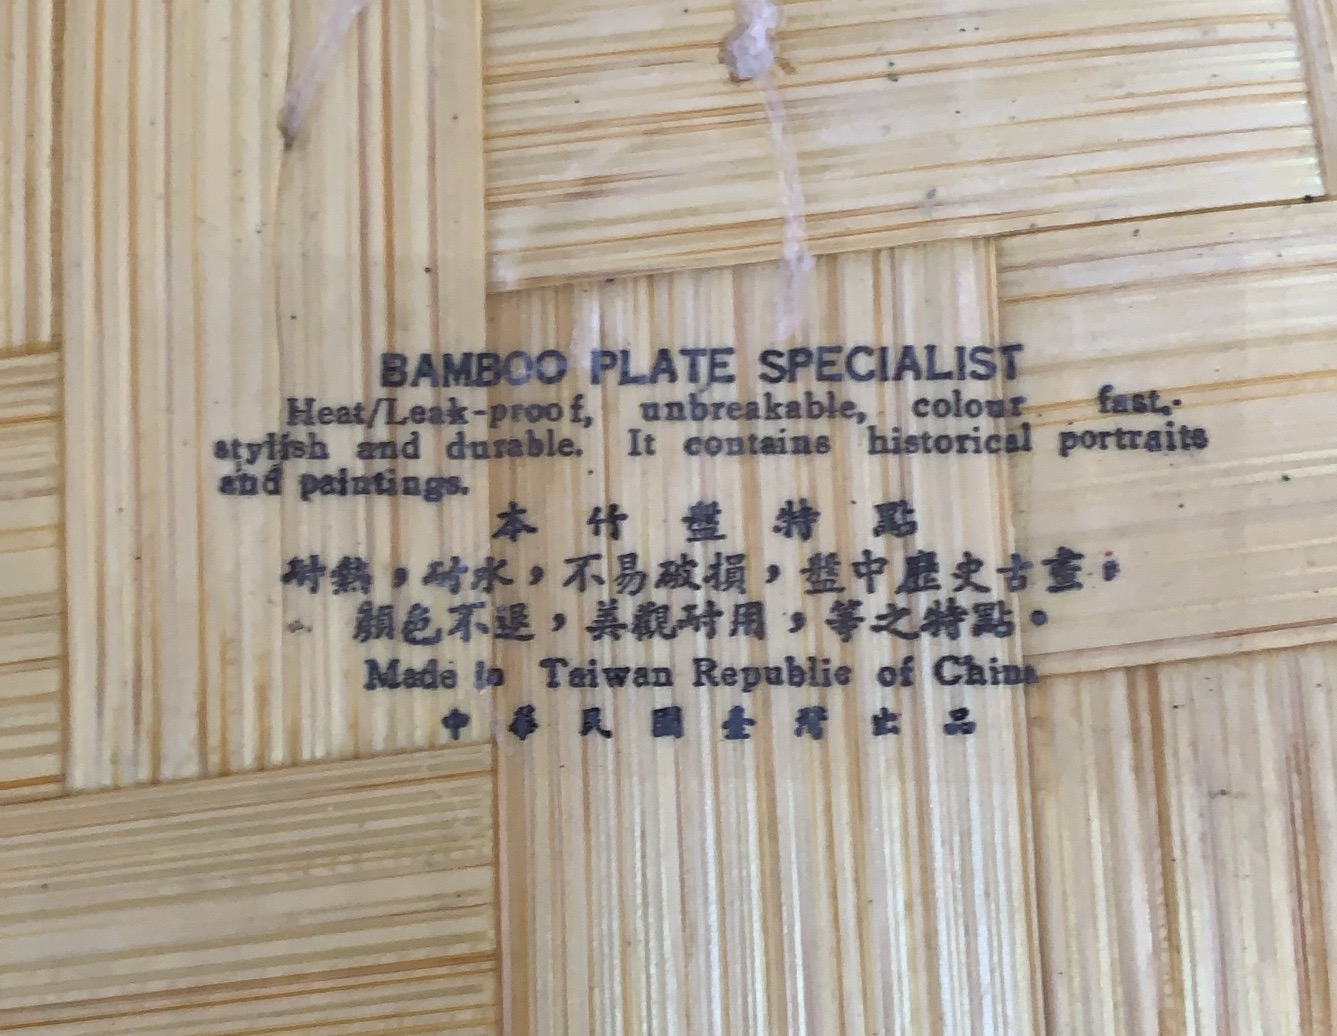 BAMBOO PLATE SPECIALIST
Heat/Leak-proof, unbreakable, colour fast,
stylish and durable. It contains historical portraits
and paintings.
本竹盤特點
耐熱，耐水，不易破損，盤中歷史古畫，
顏色不退，美觀耐用，等之特點。
Made in Taiwan Republic of China
中華民國臺灣出品